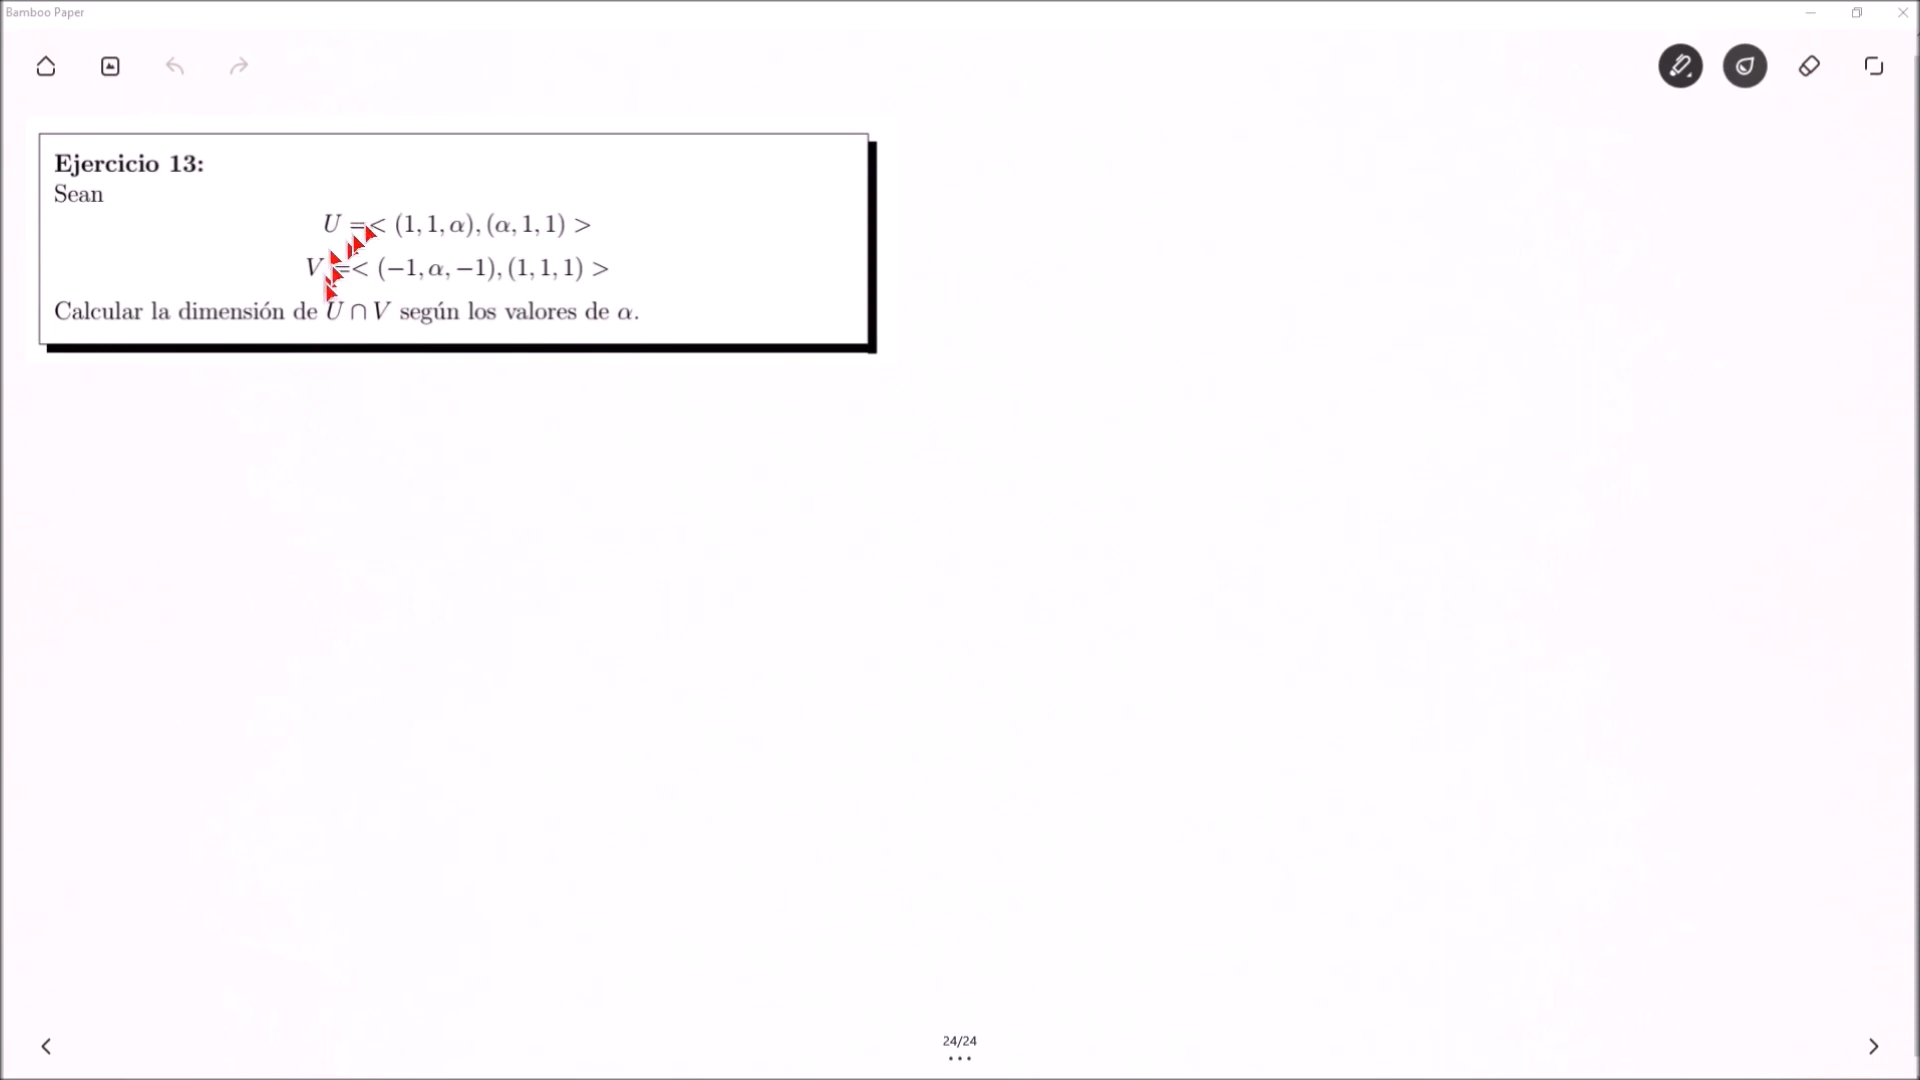 Bamboo Paper
Ejercicio 13:
Sean
U =< (1, 1, α), (α, 1, 1) >
V =< (−1, α, −1), (1, 1, 1) >
Calcular la dimensión de U ∩ V según los valores de α.
24/24